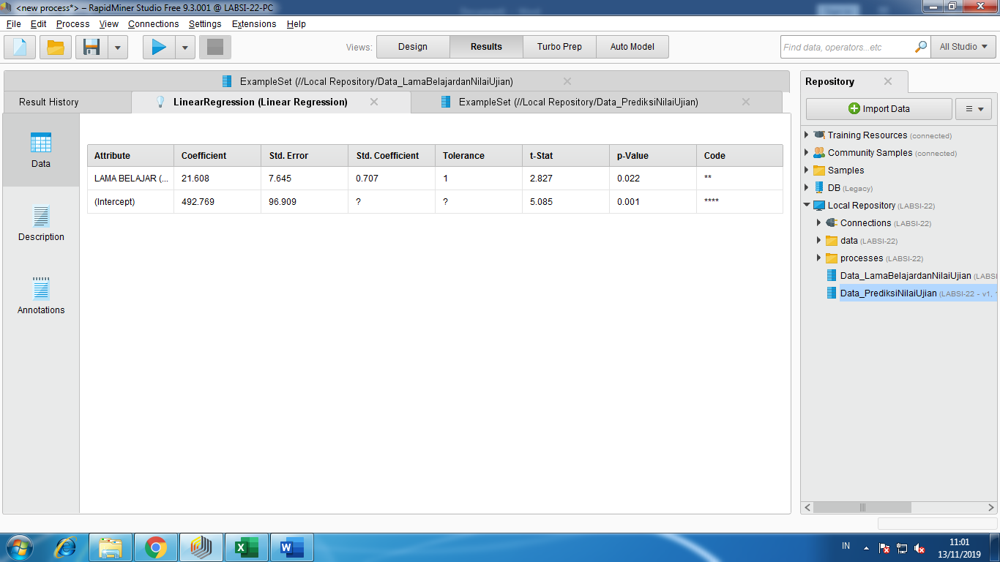 <new process*> – RapidMiner Studio Free 9.3.001 @ LABSI-22-PC
File Edit Process View Connections Settings Extensions Help
Views: Design Results Turbo Prep Auto Model Find data, operators...etc All Studio
ExampleSet (//Local Repository/Data_LamaBelajardanNilaiUjian)
Result History LinearRegression (Linear Regression) ExampleSet (//Local Repository/Data_PrediksiNilaiUjian)
Data
Description
Annotations
Attribute Coefficient Std. Error Std. Coefficient Tolerance t-Stat p-Value Code
LAMA BELAJAR (... 21.608 7.645 0.707 1 2.827 0.022 **
(Intercept) 492.769 96.909 ? ? 5.085 0.001 ****
Repository
Import Data
Training Resources (connected)
Community Samples (connected)
Samples
DB (Legacy)
Local Repository (LABSI-22)
Connections (LABSI-22)
data (LABSI-22)
processes (LABSI-22)
Data_LamaBelajardanNilaiUjian (LABSI
Data_PrediksiNilaiUjian (LABSI-22 - v1,
IN
11:01
13/11/2019